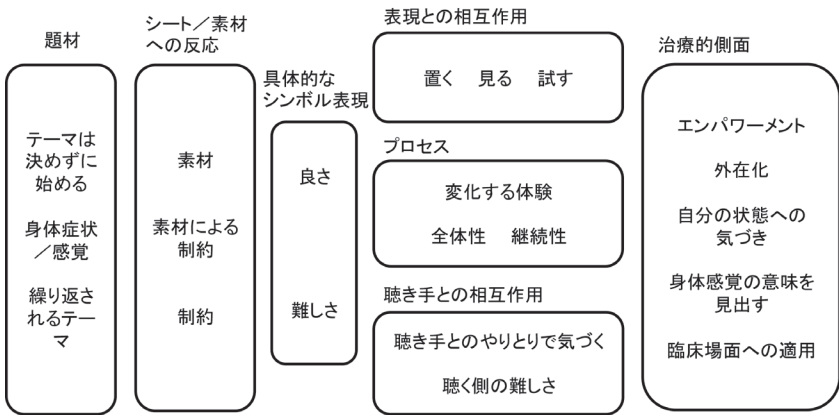 題材
テーマは
決めずに
始める
身体症状
／感覚
繰り返さ
れるテー
マ
シート／素材
への反応
素材
素材による
制約
制約
具体的な
シンボル表現
良さ
難しさ
表現との相互作用
置く 見る 試す
プロセス
変化する体験
全体性 継続性
聴き手との相互作用
聴き手とのやりとりで気づく
聴く側の難しさ
治療的側面
エンパワーメント
外在化
自分の状態への
気づき
身体感覚の意味を
見出す
臨床場面への適用